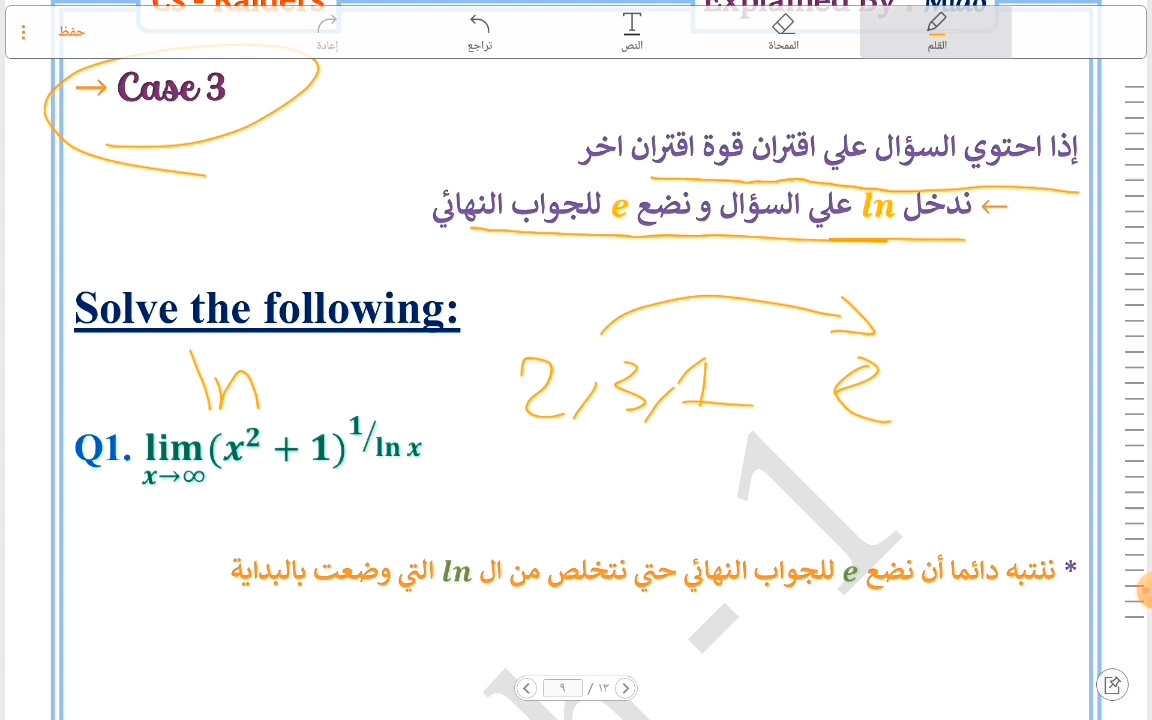 حفظ
إعادة
تراجع
النص
الممحاة
القلم
→ Case 3
إذا احتوي السؤال علي اقتران قوة اقتران اخر
← ندخل ln علي السؤال و نضع e للجواب النهائي
Solve the following:
ln 2,3,1 e
Q1. lim x→∞ (x² + 1)^1/ln x
* ننتبه دائما أن نضع e للجواب النهائي حتي نتخلص من ال ln التي وضعت بالبداية
٩ / ١٣